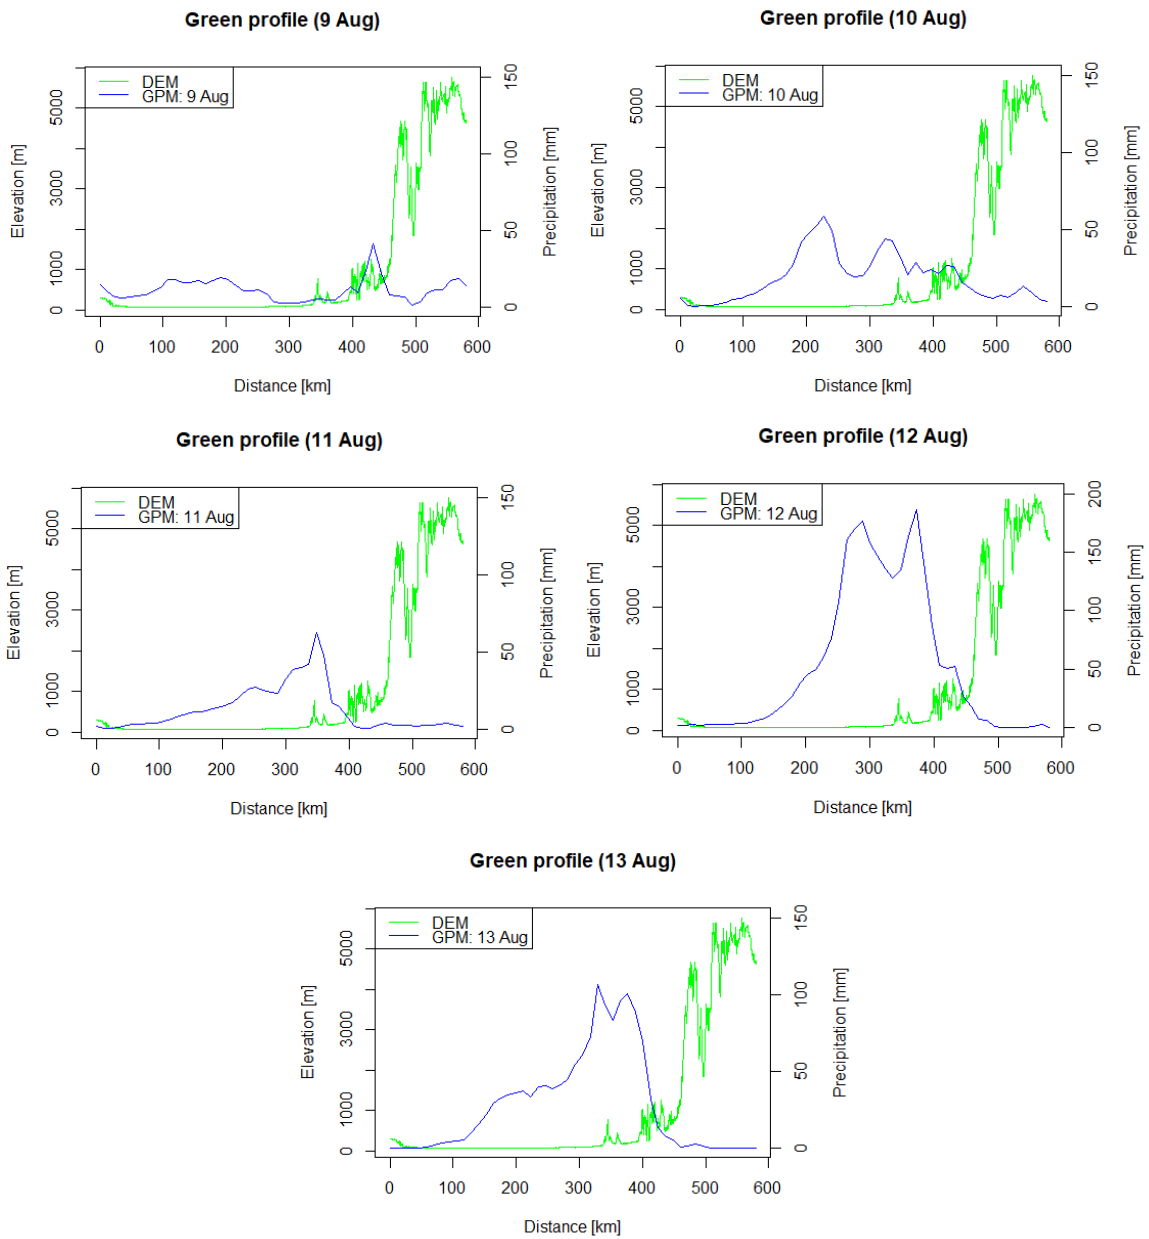 Green profile (9 Aug)
DEM
GPM: 9 Aug
Elevation [m]
0
1000
3000
5000
Precipitation [mm]
0
50
100
150
0 100 200 300 400 500 600
Distance [km]
Green profile (10 Aug)
DEM
GPM: 10 Aug
Elevation [m]
0
1000
3000
5000
Precipitation [mm]
0
50
100
150
0 100 200 300 400 500 600
Distance [km]
Green profile (11 Aug)
DEM
GPM: 11 Aug
Elevation [m]
0
1000
3000
5000
Precipitation [mm]
0
50
100
150
0 100 200 300 400 500 600
Distance [km]
Green profile (12 Aug)
DEM
GPM: 12 Aug
Elevation [m]
0
1000
3000
5000
Precipitation [mm]
0
50
100
150
200
0 100 200 300 400 500 600
Distance [km]
Green profile (13 Aug)
DEM
GPM: 13 Aug
Elevation [m]
0
1000
3000
5000
Precipitation [mm]
0
50
100
150
0 100 200 300 400 500 600
Distance [km]